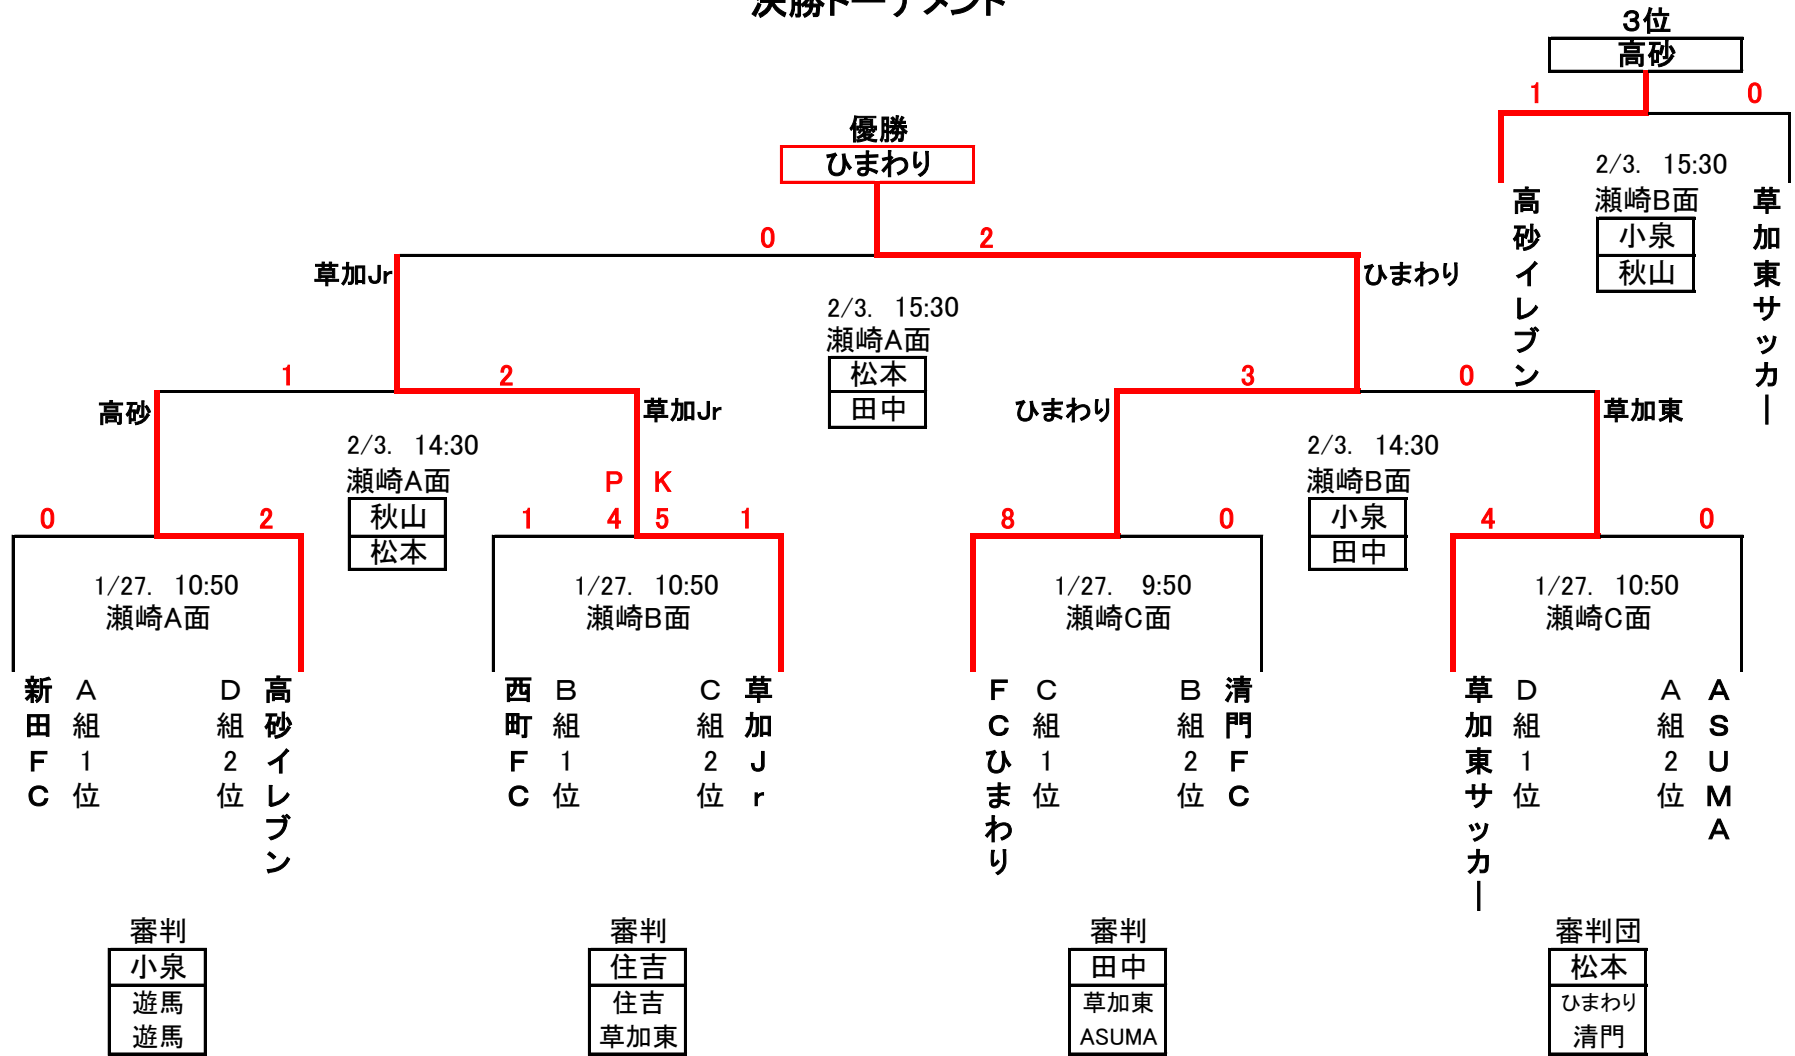 決勝トーナメント
3位
高砂
1 0
2/3. 15:30
瀬崎B面
小泉
秋山
高砂イレブン
草加東サッカー
優勝
ひまわり
0 2
草加Jr
ひまわり
2/3. 15:30
瀬崎A面
松本
田中
1 2
高砂
草加Jr
2/3. 14:30
瀬崎A面
秋山
松本
3 0
ひまわり
草加東
2/3. 14:30
瀬崎B面
小泉
田中
0 2
1/27. 10:50
瀬崎A面
新田FC
A組1位
D組2位
高砂イレブン
P K
1 4 5 1
1/27. 10:50
瀬崎B面
西町FC
B組1位
C組2位
草加Jr
8 0
1/27. 9:50
瀬崎C面
FCひまわり
C組1位
B組2位
清門FC
4 0
1/27. 10:50
瀬崎C面
草加東サッカー
D組1位
A組2位
ASUMA
審判
小泉
遊馬
遊馬
審判
住吉
住吉
草加東
審判
田中
草加東
ASUMA
審判団
松本
ひまわり
清門